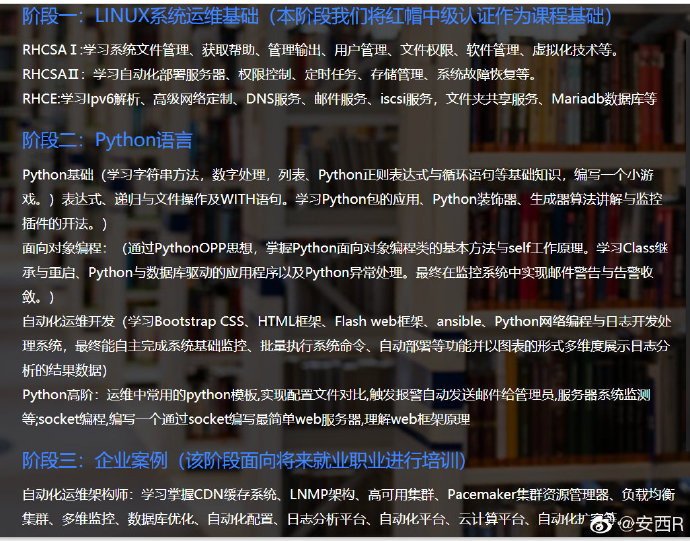 阶段一：LINUX系统运维基础（本阶段我们将红帽中级认证作为课程基础）
RHCSAⅠ:学习系统文件管理、获取帮助、管理输出、用户管理、文件权限、软件管理、虚拟化技术等。
RHCSAⅡ：学习自动化部署服务器、权限控制、定时任务、存储管理、系统故障恢复等。
RHCE:学习Ipv6解析、高级网络定制、DNS服务、邮件服务、iscsi服务，文件夹共享服务、Mariadb数据库等
阶段二：Python语言
Python基础（学习字符串方法，数字处理，列表、Python正则表达式与循环语句等基础知识，编写一个小游
戏。）表达式、递归与文件操作及WITH语句。学习Python包的应用、Python装饰器、生成器算法讲解与监控
插件的开法。）
面向对象编程：（通过PythonOPP思想，掌握Python面向对象编程类的基本方法与self工作原理。学习Class继
承与重启、Python与数据库驱动的应用程序以及Python异常处理。最终在监控系统中实现邮件警告与告警收
敛。）
自动化运维开发（学习Bootstrap CSS、HTML框架、Flash web框架、ansible、Python网络编程与日志开发处
理系统，最终能自主完成系统基础监控、批量执行系统命令、自动部署等功能并以图表的形式多维度展示日志分
析的结果数据）
Python高阶：运维中常用的python模板,实现配置文件对比,触发报警自动发送邮件给管理员,服务器系统监测
等;socket编程,编写一个通过socket编写最简单web服务器,理解web框架原理
阶段三：企业案例（该阶段面向将来就业职业进行培训）
自动化运维架构师：学习掌握CDN缓存系统、LNMP架构、高可用集群、Pacemaker集群资源管理器、负载均衡
集群、多维监控、数据库优化、自动化配置、日志分析平台、自动化平台、云计算平台、自动化扩容等。
@安西R